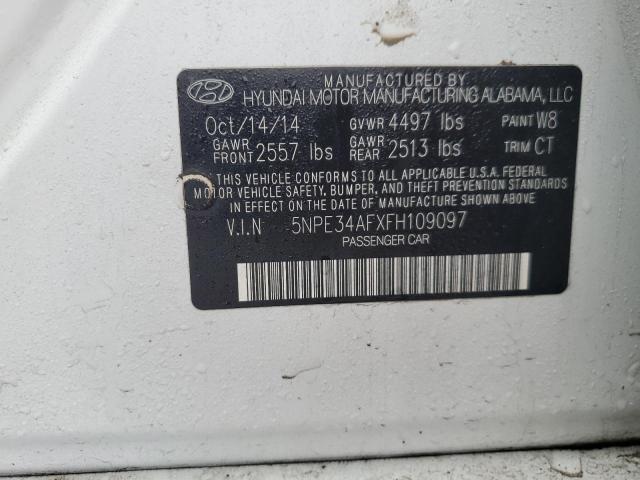 MANUFACTURED BY
HYUNDAI MOTOR MANUFACTURING ALABAMA, LLC
Oct/14/14 GVWR 4497 lbs PAINT W8
GAWR FRONT 2557 lbs GAWR REAR 2513 lbs TRIM CT
THIS VEHICLE CONFORMS TO ALL APPLICABLE U.S.A. FEDERAL
MOTOR VEHICLE SAFETY, BUMPER, AND THEFT PREVENTION STANDARDS
IN EFFECT ON THE DATE OF MANUFACTURE SHOWN ABOVE.
V.I.N 5NPE34AFXFH109097
PASSENGER CAR